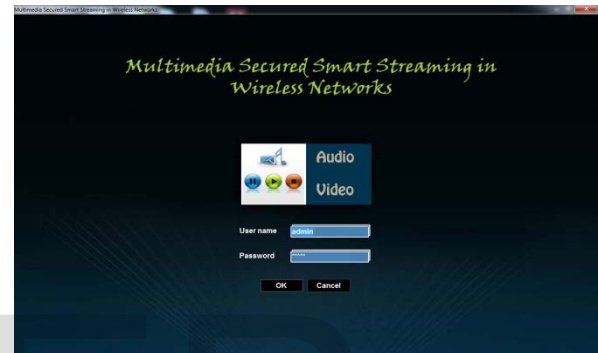 Multimedia Secured Smart Streaming in Wireless Networks
Multimedia Secured Smart Streaming in
Wireless Networks
Audio
Video
User name admin
Password *****
OK Cancel